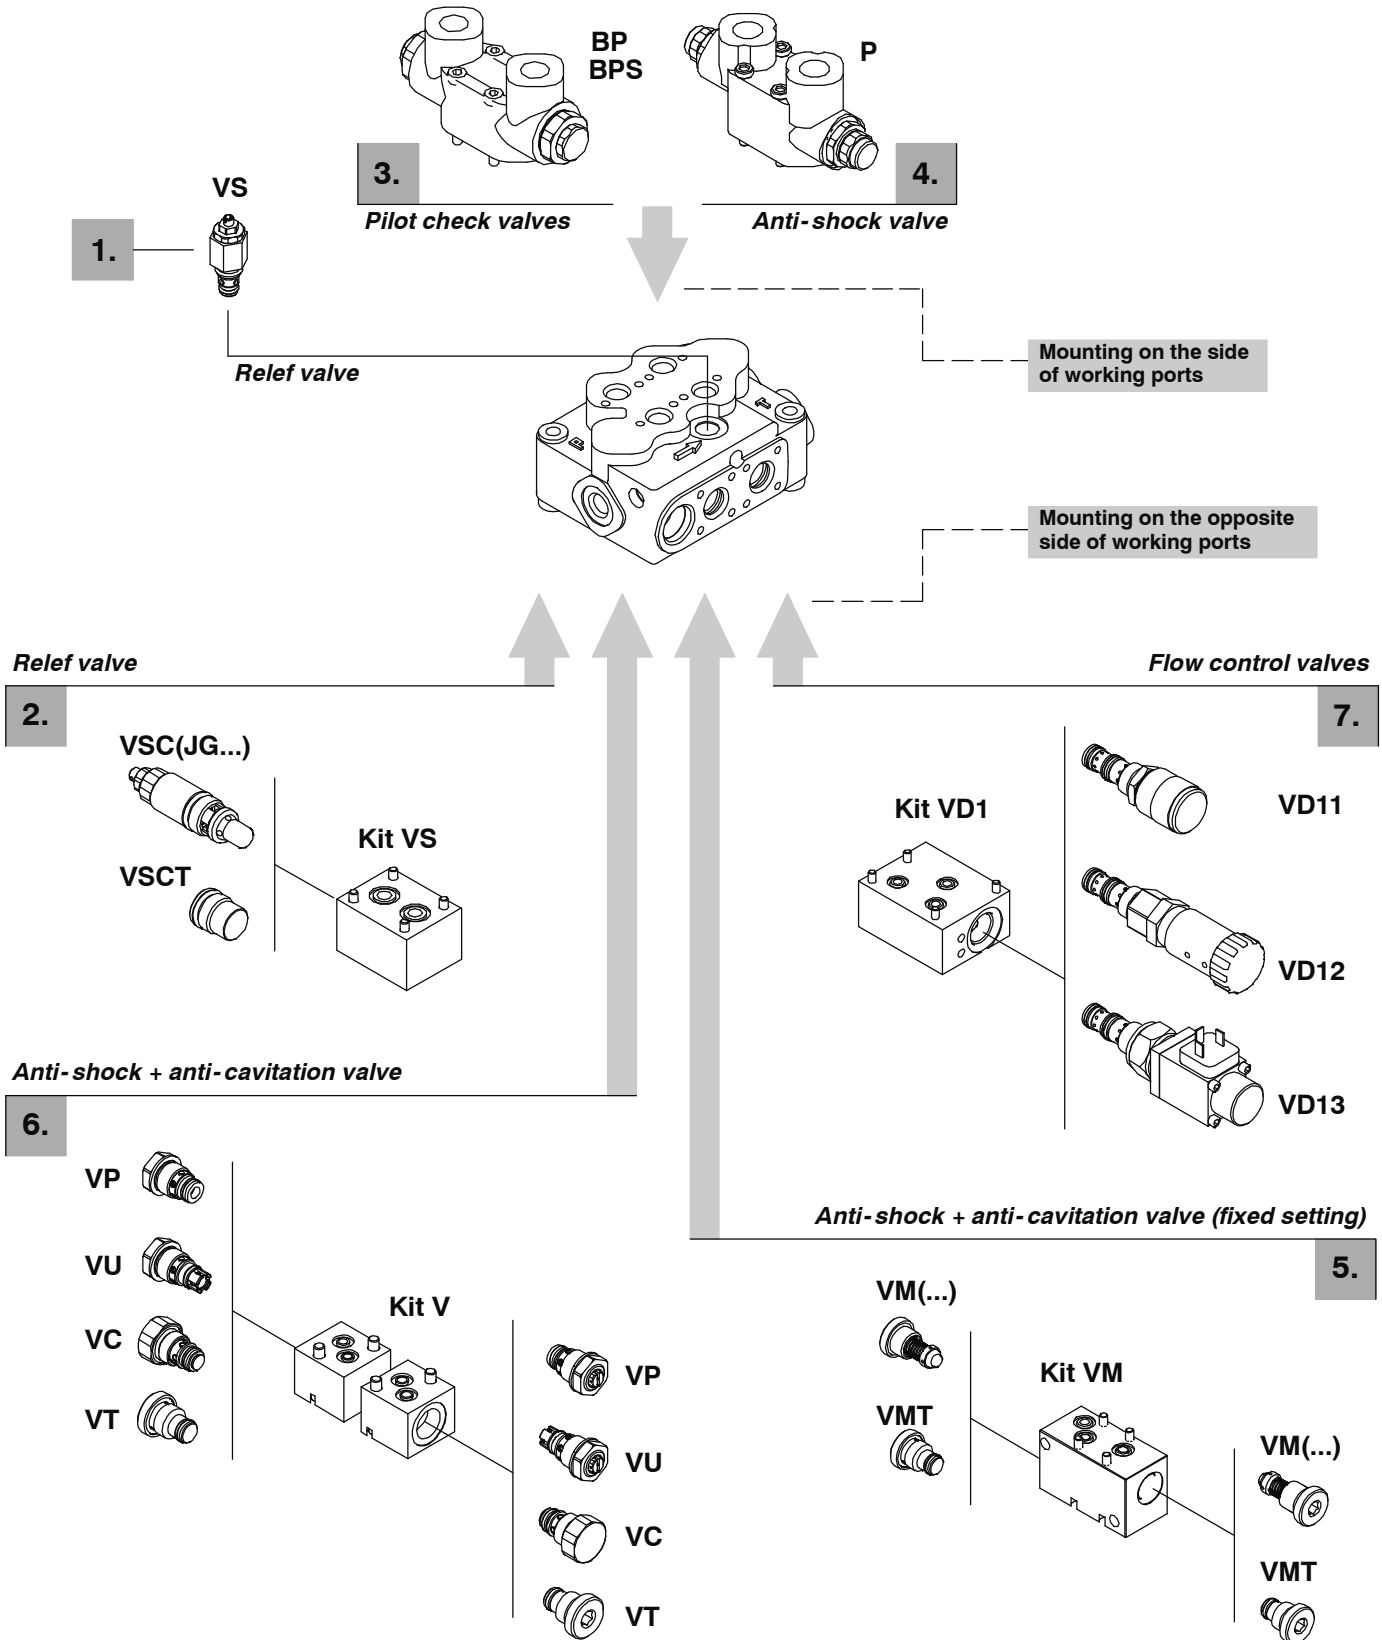 BP
BPS
P
3.
4.
VS
Pilot check valves
Anti-shock valve
1.
Mounting on the side
of working ports
Relef valve
P
T
Mounting on the opposite
side of working ports
Relef valve
Flow control valves
2.
7.
VSC(JG...)
Kit VS
VSCT
Kit VD1
VD11
VD12
VD13
Anti-shock + anti-cavitation valve
6.
VP
VU
VC
VT
Kit V
VP
VU
VC
VT
Anti-shock + anti-cavitation valve (fixed setting)
5.
VM(...)
VMT
Kit VM
VM(...)
VMT